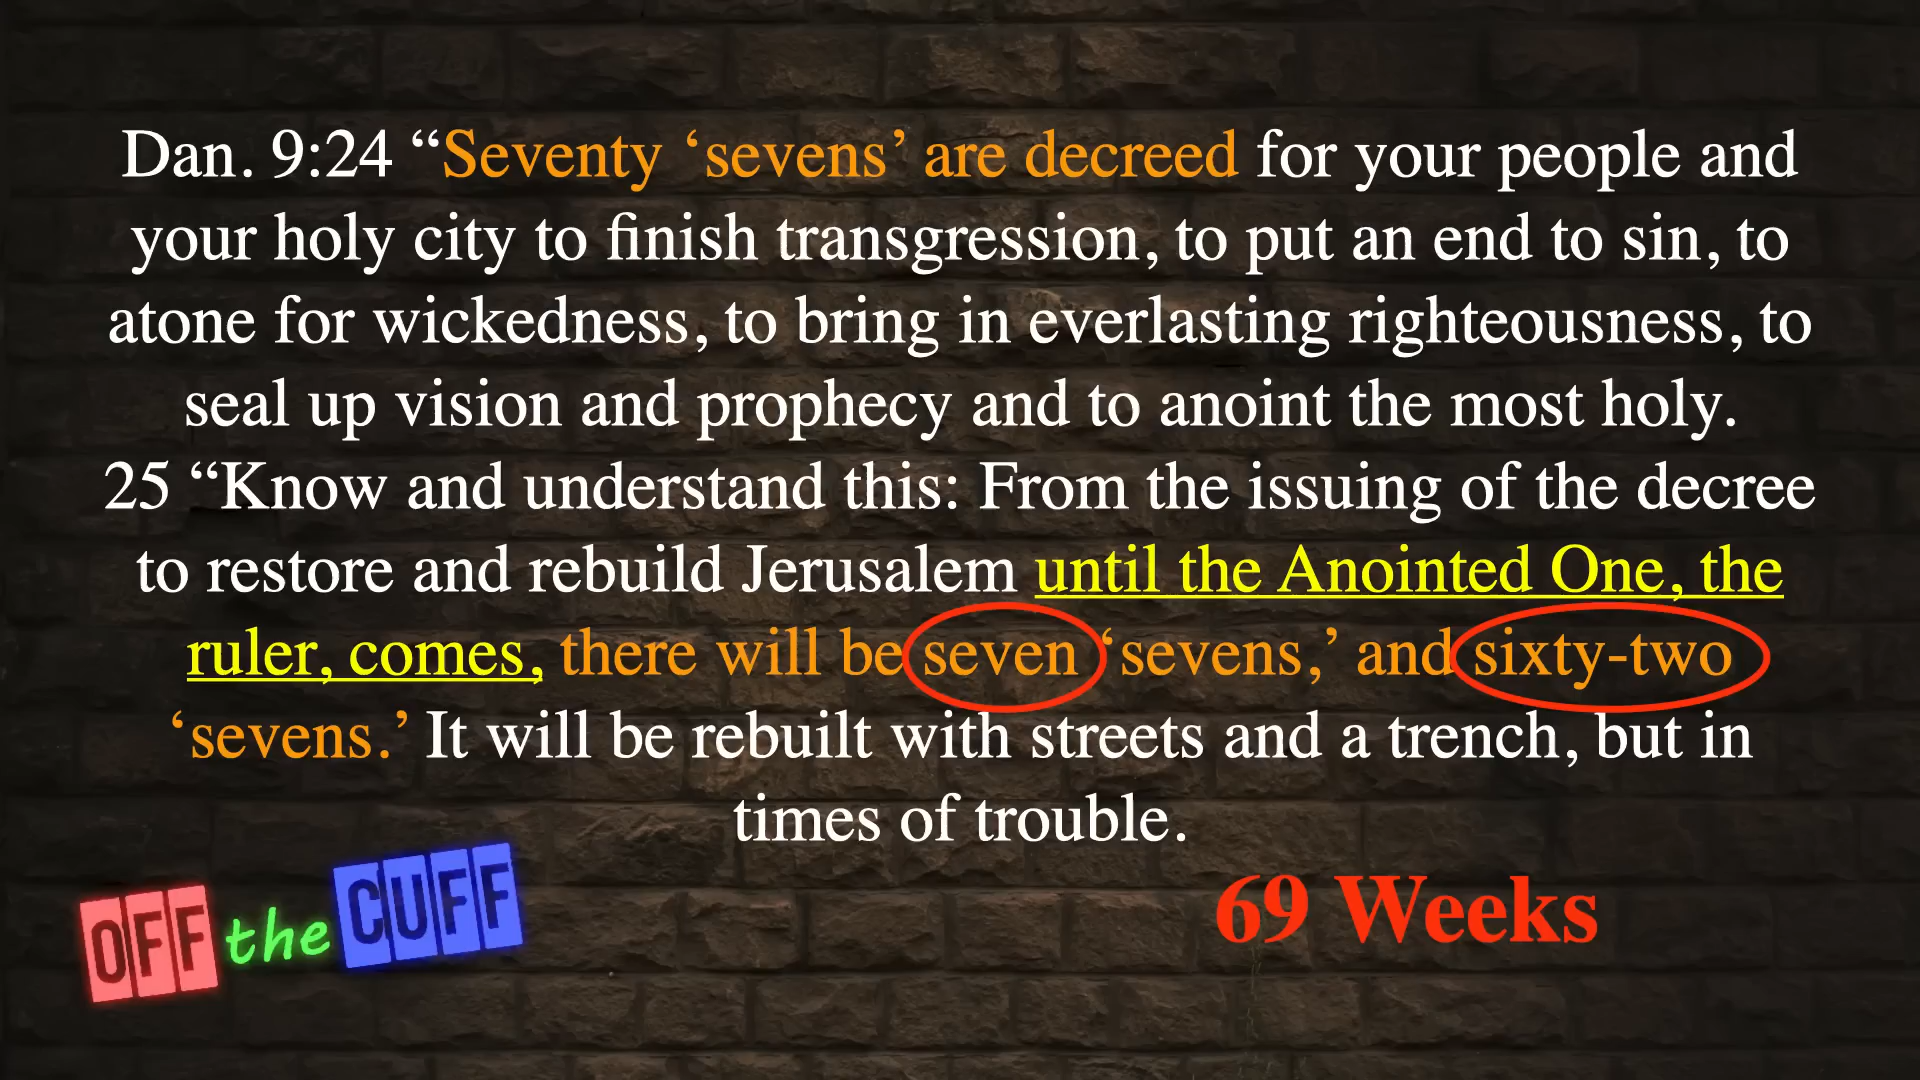 Dan. 9:24 “Seventy ‘sevens’ are decreed for your people and
your holy city to finish transgression, to put an end to sin, to
atone for wickedness, to bring in everlasting righteousness, to
seal up vision and prophecy and to anoint the most holy.
25 “Know and understand this: From the issuing of the decree
to restore and rebuild Jerusalem until the Anointed One, the
ruler, comes, there will be seven ‘sevens,’ and sixty-two
‘sevens.’ It will be rebuilt with streets and a trench, but in
times of trouble.
69 Weeks
OFF the CUFF